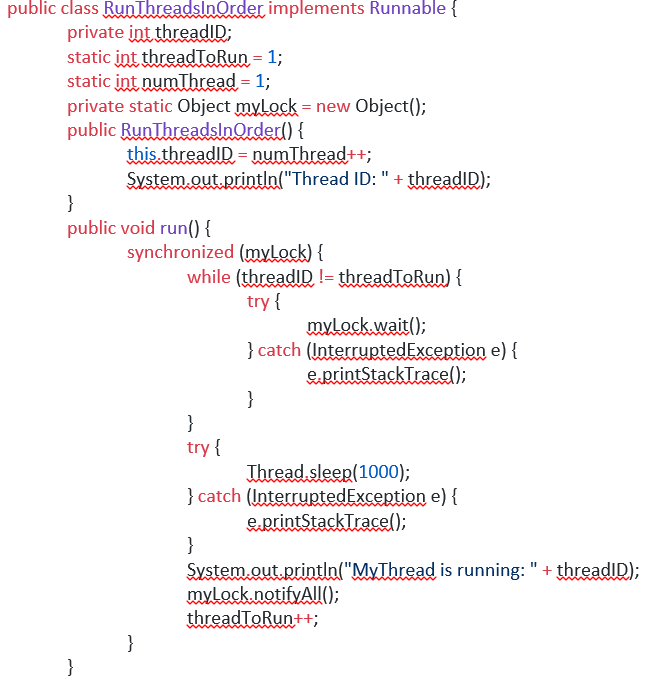 public class RunThreadsInOrder implements Runnable {
private int threadID;
static int threadToRun = 1;
static int numThread = 1;
private static Object myLock = new Object();
public RunThreadsInOrder() {
this.threadID = numThread++;
System.out.println("Thread ID: " + threadID);
}
public void run() {
synchronized (myLock) {
while (threadID != threadToRun) {
try {
myLock.wait();
} catch (InterruptedException e) {
e.printStackTrace();
}
}
try {
Thread.sleep(1000);
} catch (InterruptedException e) {
e.printStackTrace();
}
System.out.println("MyThread is running: " + threadID);
myLock.notifyAll();
threadToRun++;
}
}